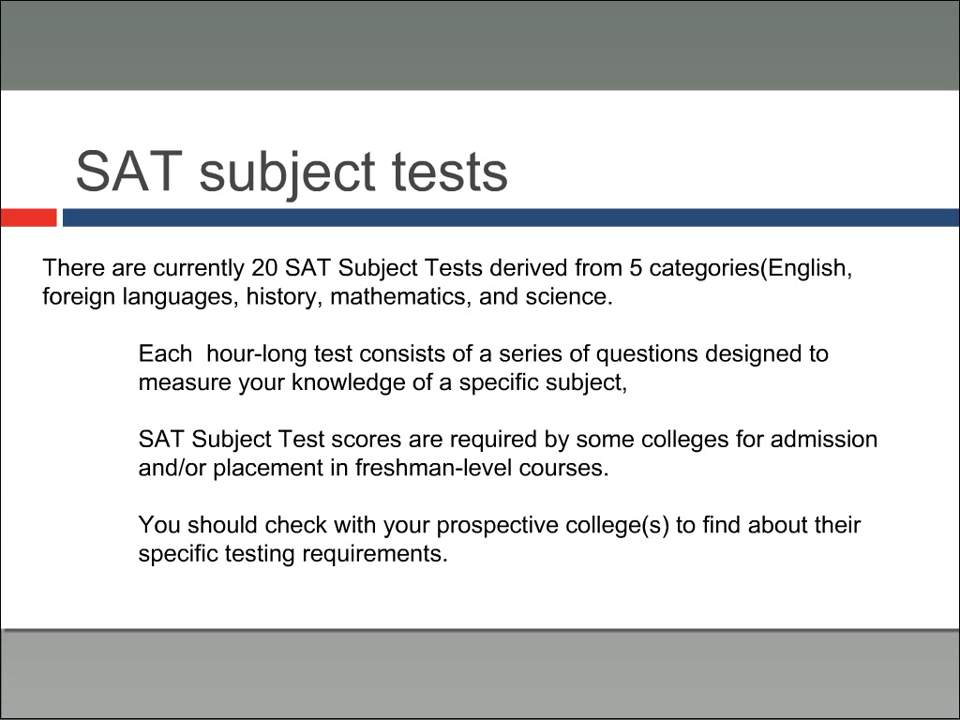 SAT subject tests
There are currently 20 SAT Subject Tests derived from 5 categories(English,
foreign languages, history, mathematics, and science.
Each  hour-long test consists of a series of questions designed to
measure your knowledge of a specific subject,
SAT Subject Test scores are required by some colleges for admission
and/or placement in freshman-level courses.
You should check with your prospective college(s) to find about their
specific testing requirements.